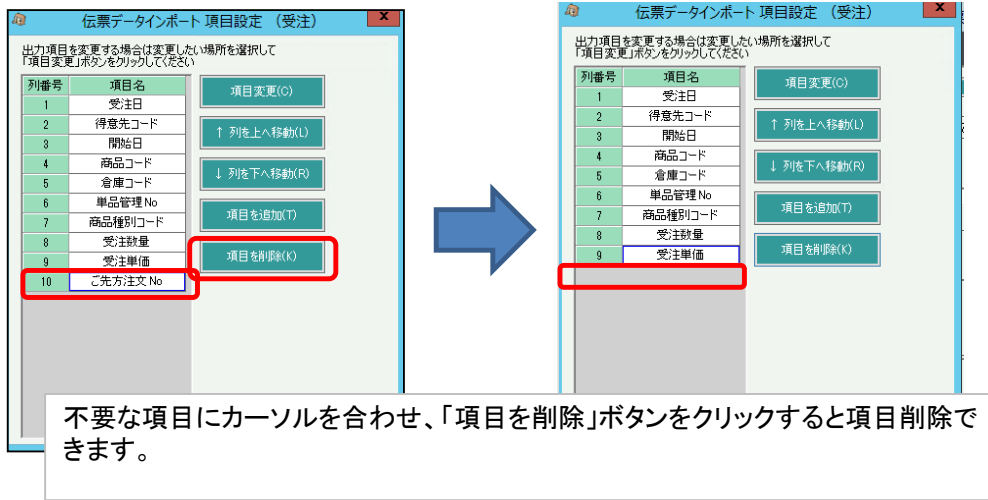 伝票データインポート 項目設定 （受注）
X
出力項目を変更する場合は変更したい場所を選択して
「項目変更」ボタンをクリックしてください
列番号 項目名
1 受注日
2 得意先コード
3 開始日
4 商品コード
5 倉庫コード
6 単品管理No
7 商品種別コード
8 受注数量
9 受注単価
10 ご先方注文No
項目変更(C)
↑ 列を上へ移動(L)
↓ 列を下へ移動(R)
項目を追加(T)
項目を削除(K)
伝票データインポート 項目設定 （受注）
X
出力項目を変更する場合は変更したい場所を選択して
「項目変更」ボタンをクリックしてください
列番号 項目名
1 受注日
2 得意先コード
3 開始日
4 商品コード
5 倉庫コード
6 単品管理No
7 商品種別コード
8 受注数量
9 受注単価
項目変更(C)
↑ 列を上へ移動(L)
↓ 列を下へ移動(R)
項目を追加(T)
項目を削除(K)
不要な項目にカーソルを合わせ、「項目を削除」ボタンをクリックすると項目削除で
きます。